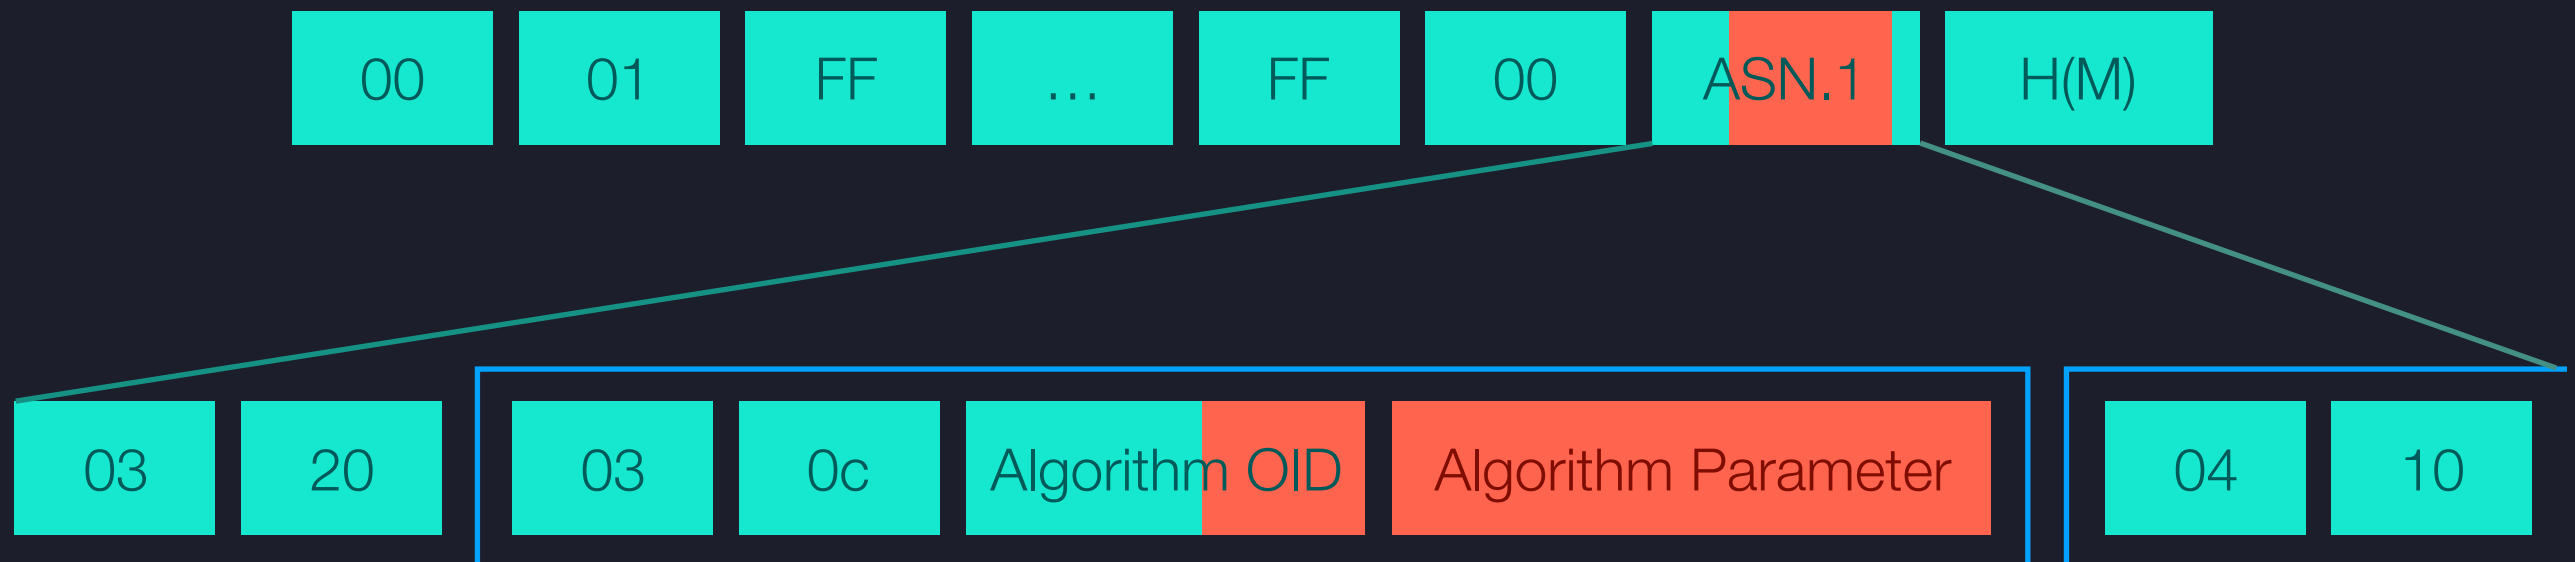 00 01 FF ... FF 00 ASN.1 H(M)
03 20 03 0c Algorithm OID Algorithm Parameter 04 10